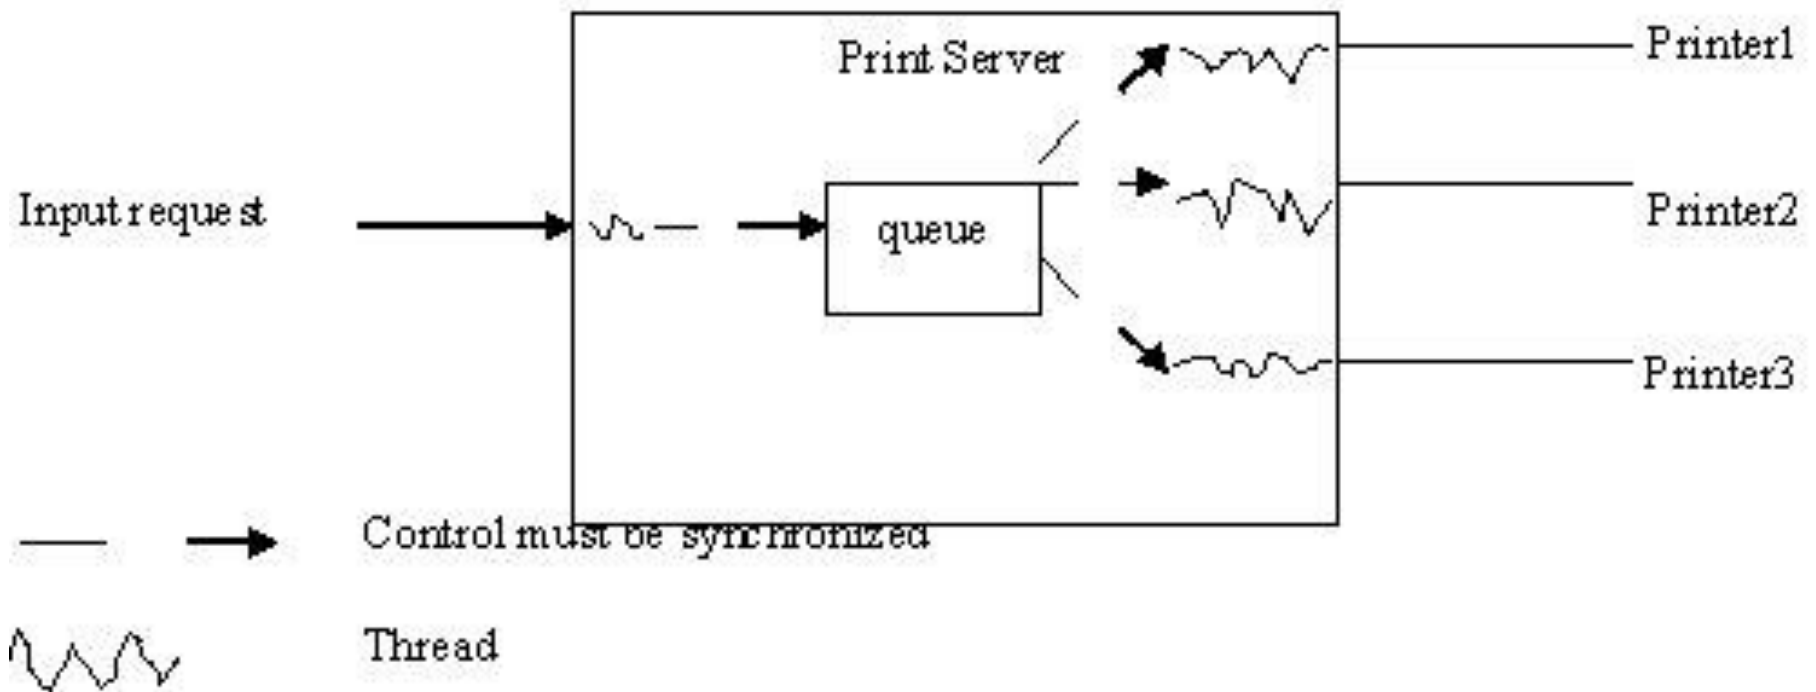 Print Server
Printer1
Input request
queue
Printer2
Printer3
Control must be synchronized
Thread